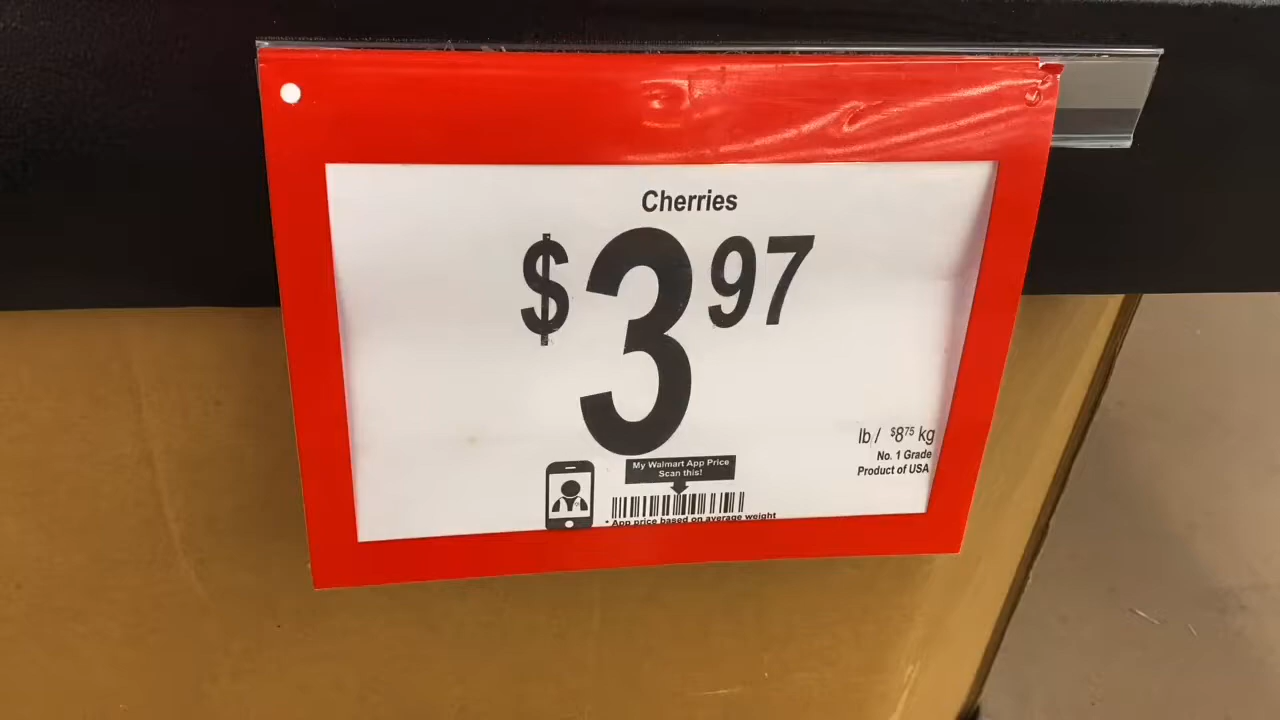 Cherries
$3 97
lb / $8 75 kg
No. 1 Grade
Product of USA
My Walmart App Price
Scan this!
* App price based on average weight